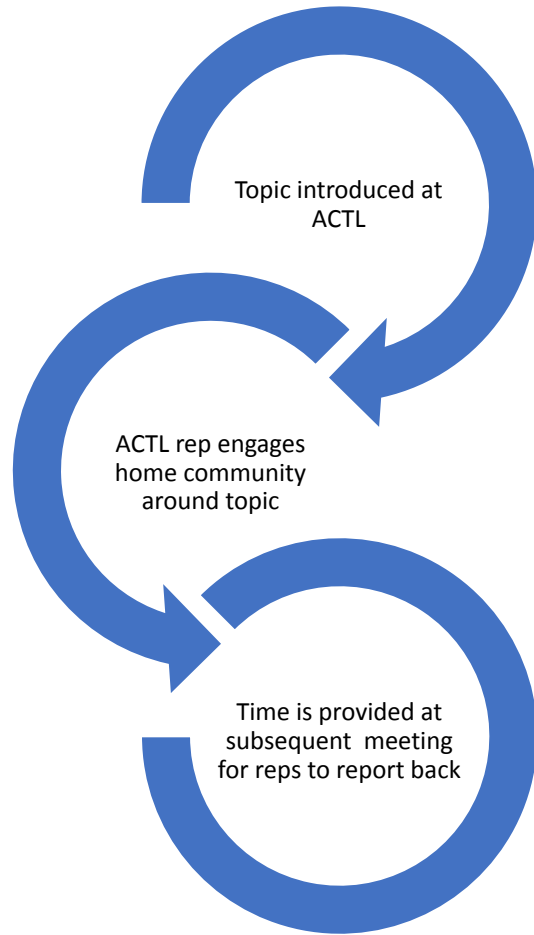 Topic introduced at
ACTL
ACTL rep engages
home community
around topic
Time is provided at
subsequent  meeting
for reps to report back